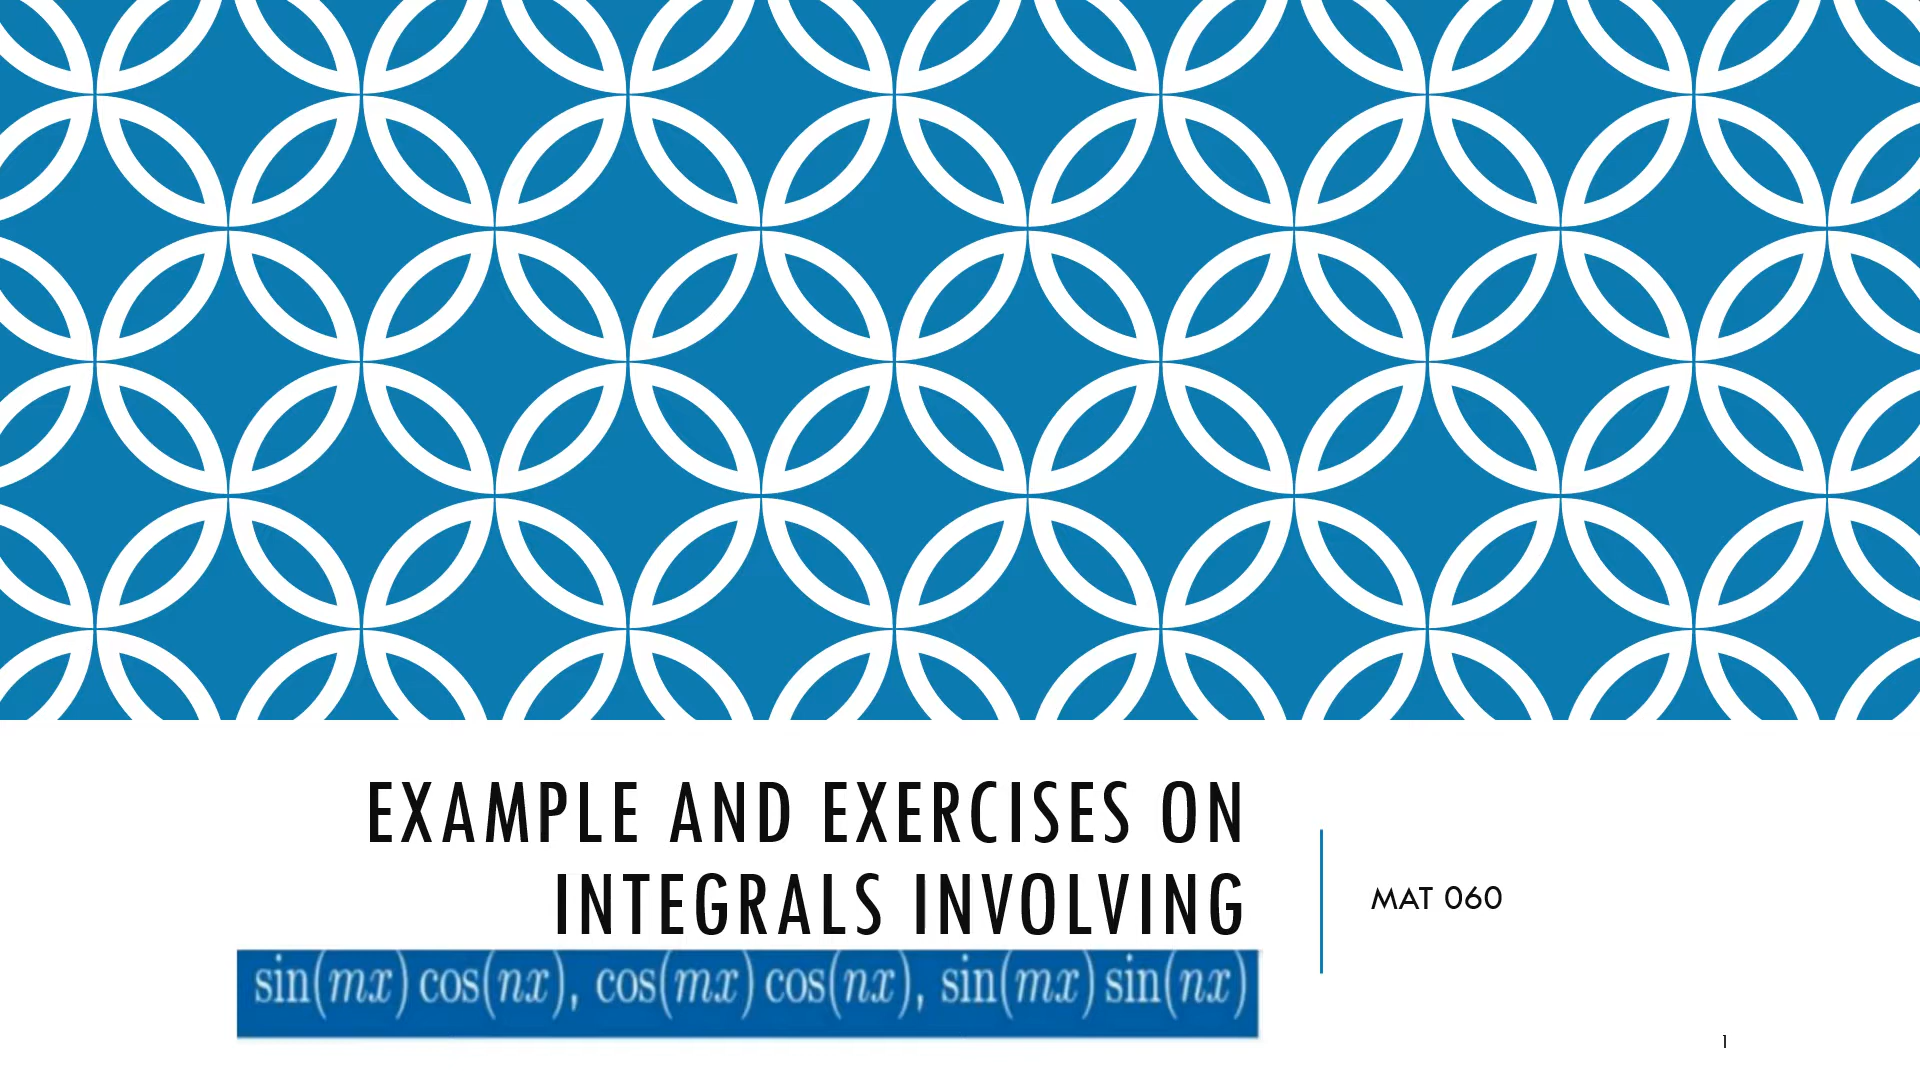 EXAMPLE AND EXERCISES ON
INTEGRALS INVOLVING
sin(mx) cos(nx), cos(mx) cos(nx), sin(mx) sin(nx)
MAT 060
1